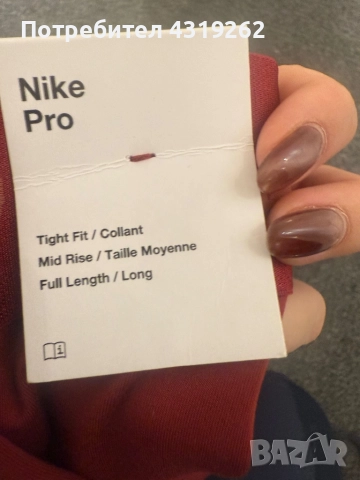 Потребител 4319262
Nike
Pro
Tight Fit / Collant
Mid Rise / Taille Moyenne
Full Length / Long
i
BAZAR